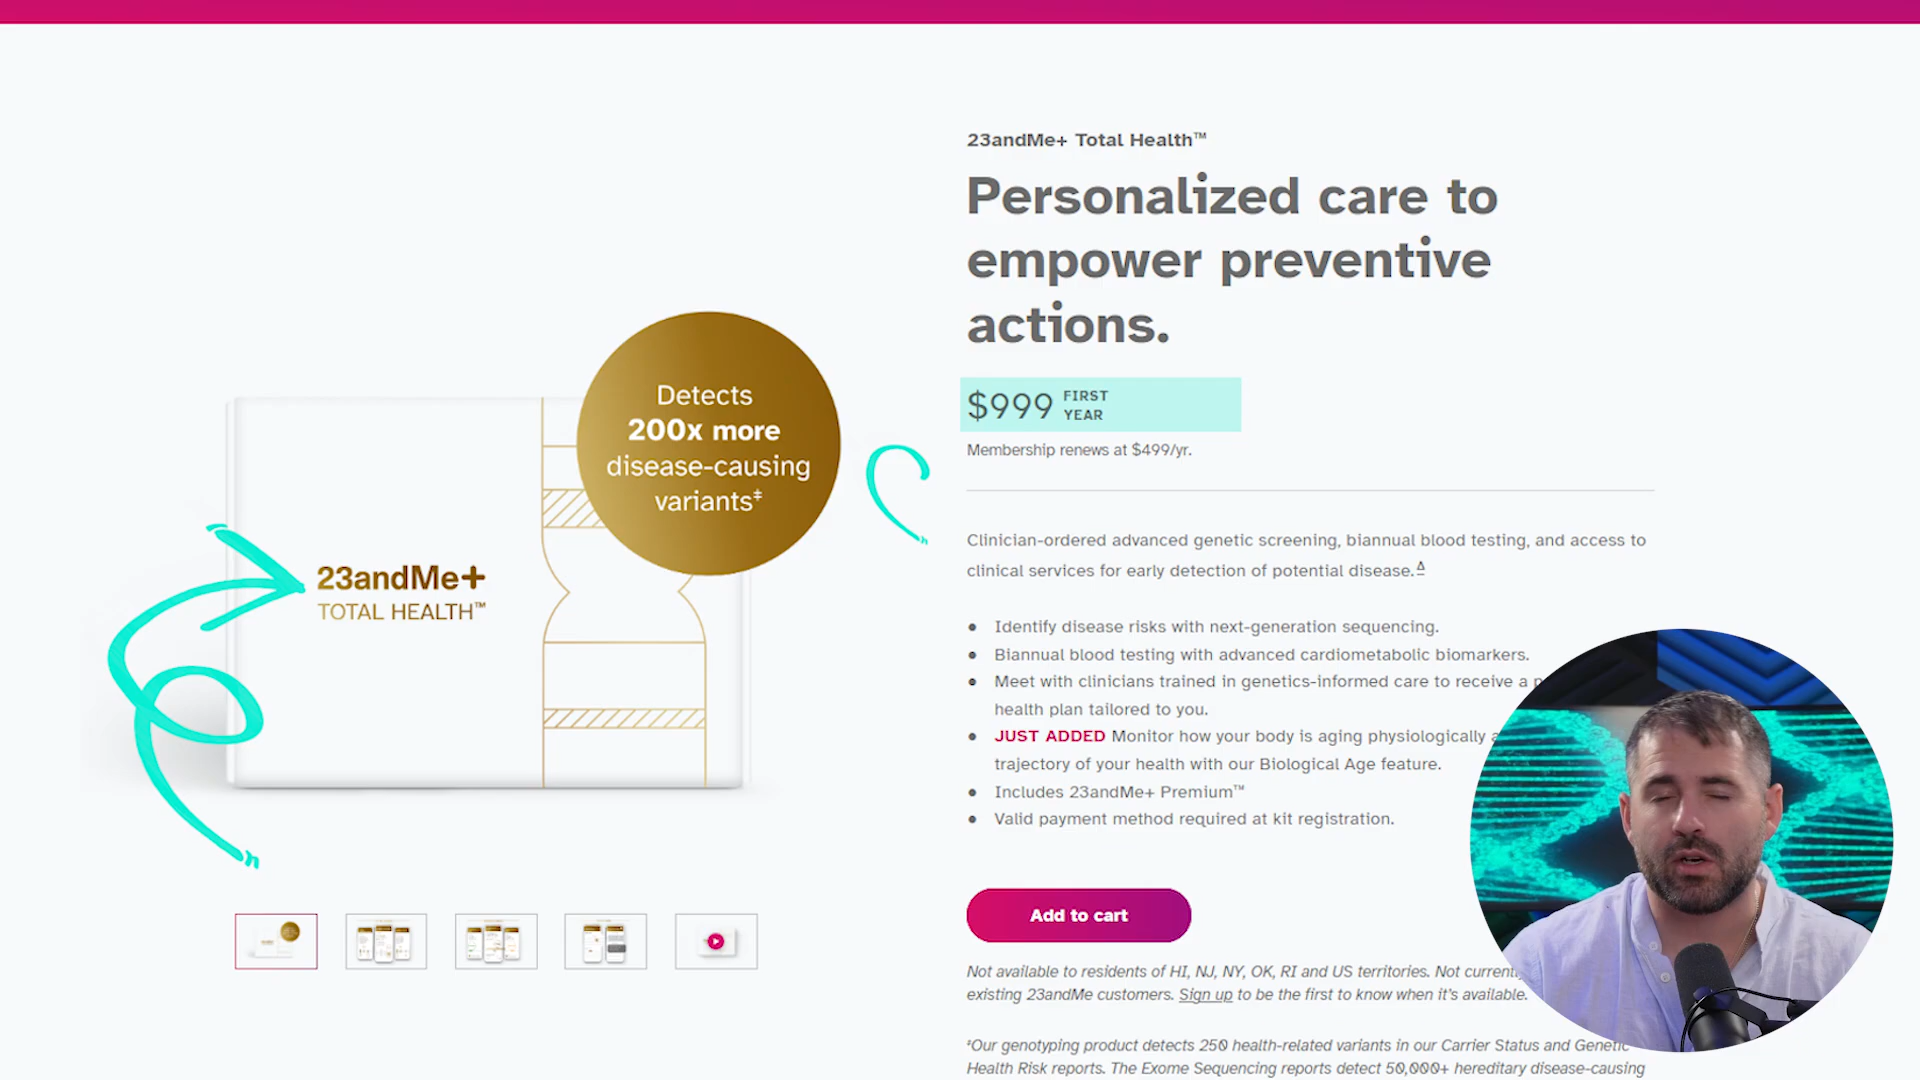 23andMe+ Total Health™
Personalized care to
empower preventive
actions.
$999 FIRST
YEAR
Membership renews at $499/yr.
Detects
200x more
disease-causing
variants‡
23andMe+
TOTAL HEALTH™
Clinician-ordered advanced genetic screening, biannual blood testing, and access to
clinical services for early detection of potential disease.Δ
● Identify disease risks with next-generation sequencing.
● Biannual blood testing with advanced cardiometabolic biomarkers.
● Meet with clinicians trained in genetics-informed care to receive a
health plan tailored to you.
● JUST ADDED Monitor how your body is aging physiologically
trajectory of your health with our Biological Age feature.
● Includes 23andMe+ Premium™
● Valid payment method required at kit registration.
Add to cart
Not available to residents of HI, NJ, NY, OK, RI and US territories. Not
existing 23andMe customers. Sign up to be the first to know when it's available.
‡Our genotyping product detects 250 health-related variants in our Carrier Status and Genetic
Health Risk reports. The Exome Sequencing reports detect 50,000+ hereditary disease-causing